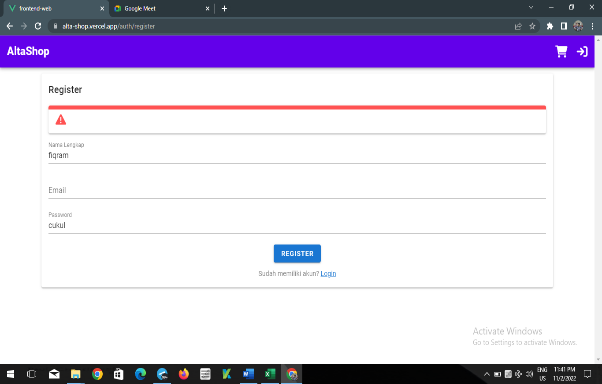 frontend-web
Google Meet
alta-shop.vercel.app/auth/register
AltaShop
Register
Nama Lengkap
fiqram
Email
Password
cukul
REGISTER
Sudah memiliki akun? Login
Activate Windows
Go to Settings to activate Windows.
ENG
US
11:41 PM
11/2/2022